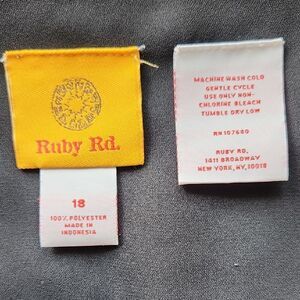 Ruby Rd.
18
100% POLYESTER
MADE IN
INDONESIA
MACHINE WASH COLD
GENTLE CYCLE
USE ONLY NON-
CHLORINE BLEACH
TUMBLE DRY LOW
RN 107680
RUBY RD.
1411 BROADWAY
NEW YORK, NY, 10018